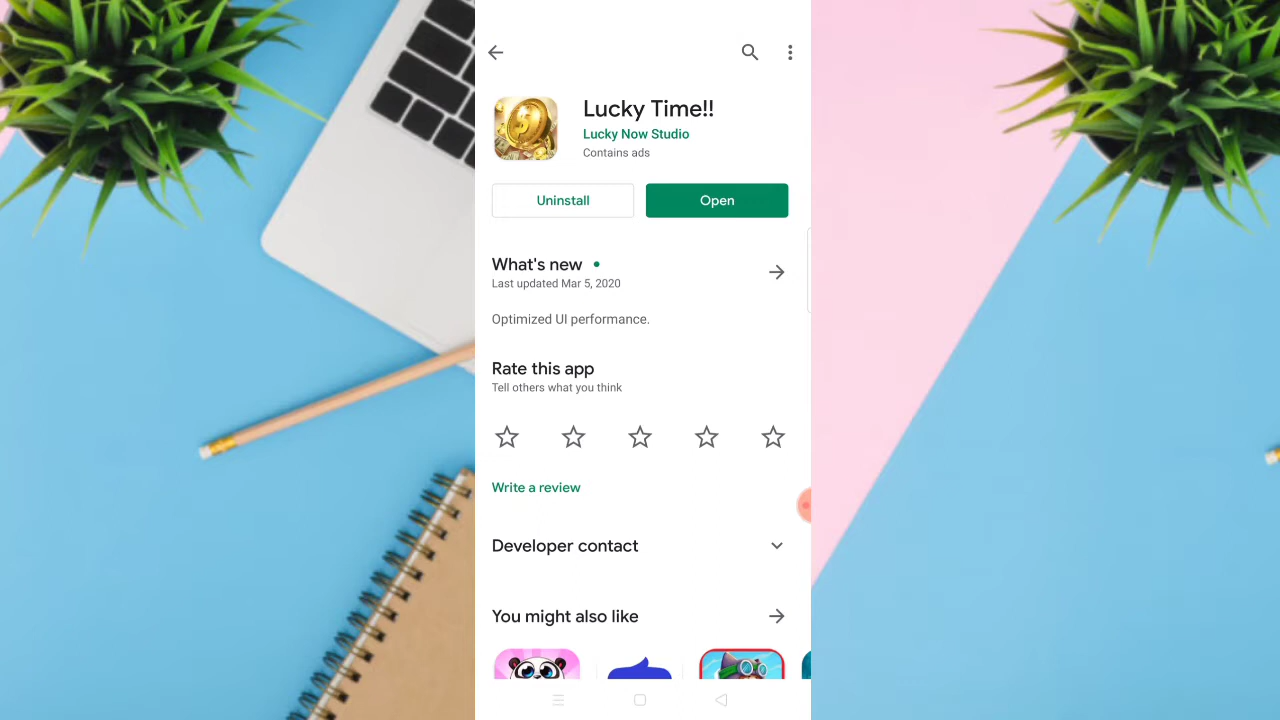 Lucky Time!!
Lucky Now Studio
Contains ads
Uninstall
Open
What's new
Last updated Mar 5, 2020
Optimized UI performance.
Rate this app
Tell others what you think
Write a review
Developer contact
You might also like